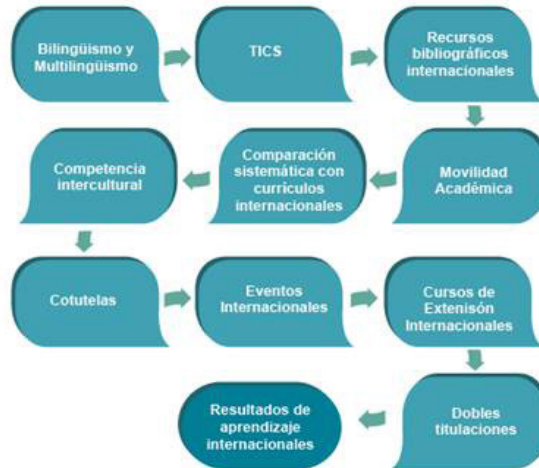 Bilingüismo y
Multilingüismo
TICS
Recursos
bibliográficos
internacionales
Movilidad
Académica
Comparación
sistemática con
currículos
internacionales
Competencia
intercultural
Cotutelas
Eventos
Internacionales
Cursos de
Extenisón
Internacionales
Dobles
titulaciones
Resultados de
aprendizaje
internacionales